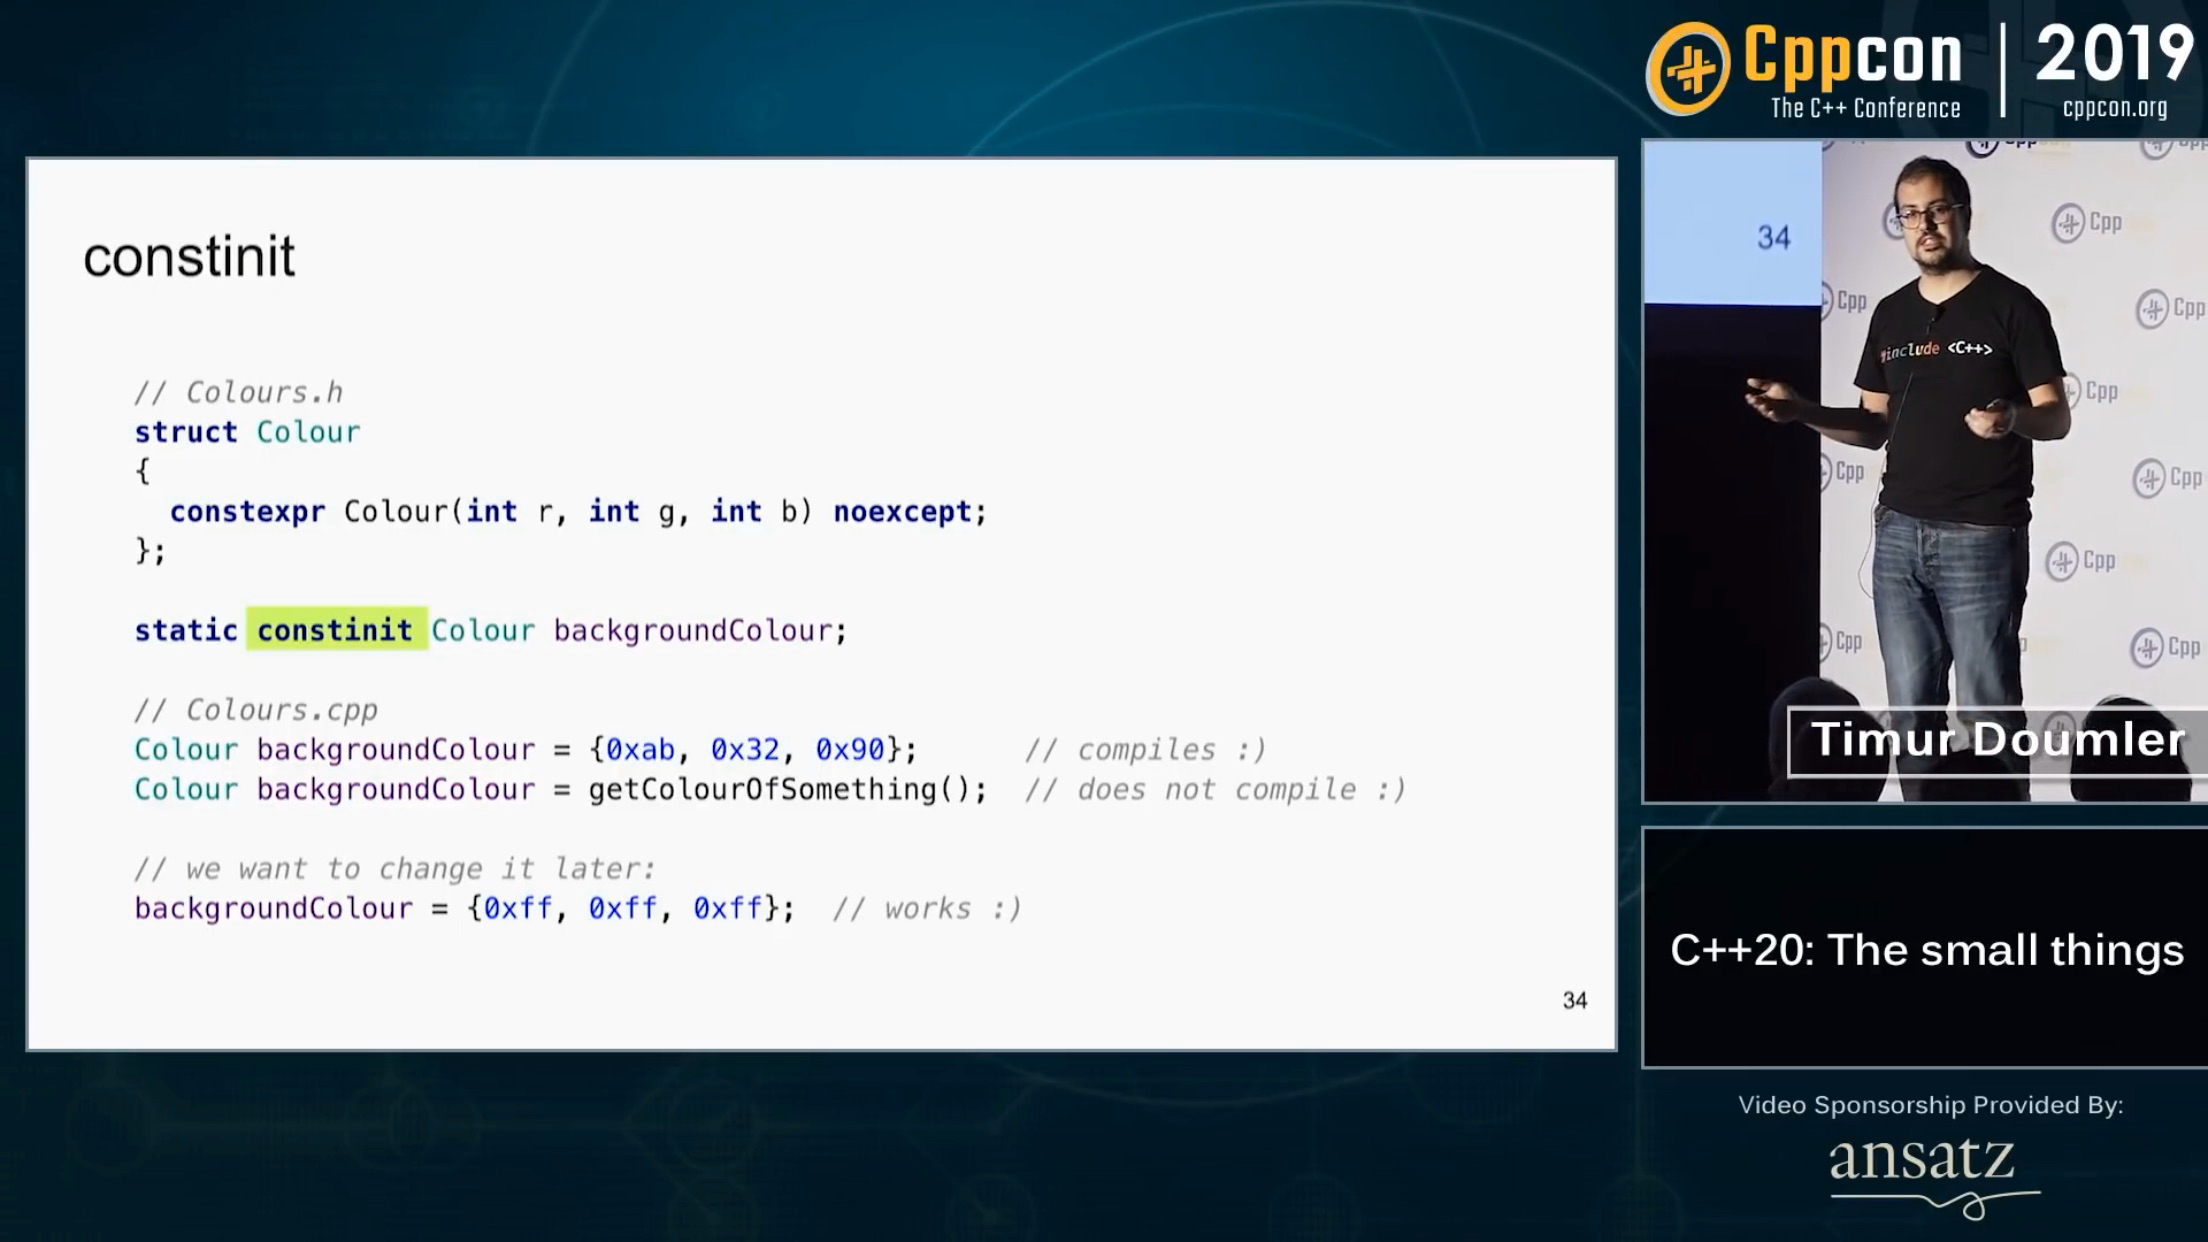 Cppcon
The C++ Conference
2019
cppcon.org
constinit
// Colours.h
struct Colour
{
  constexpr Colour(int r, int g, int b) noexcept;
};
static constinit Colour backgroundColour;
// Colours.cpp
Colour backgroundColour = {0xab, 0x32, 0x90};      // compiles :)
Colour backgroundColour = getColourOfSomething();  // does not compile :)
// we want to change it later:
backgroundColour = {0xff, 0xff, 0xff};  // works :)
34
34
Cpp
Cpp
Cpp
Cpp
Cpp
Cpp
Cpp
Cpp
Cpp
#include <C++>
Timur Doumler
C++20: The small things
Video Sponsorship Provided By:
ansatz